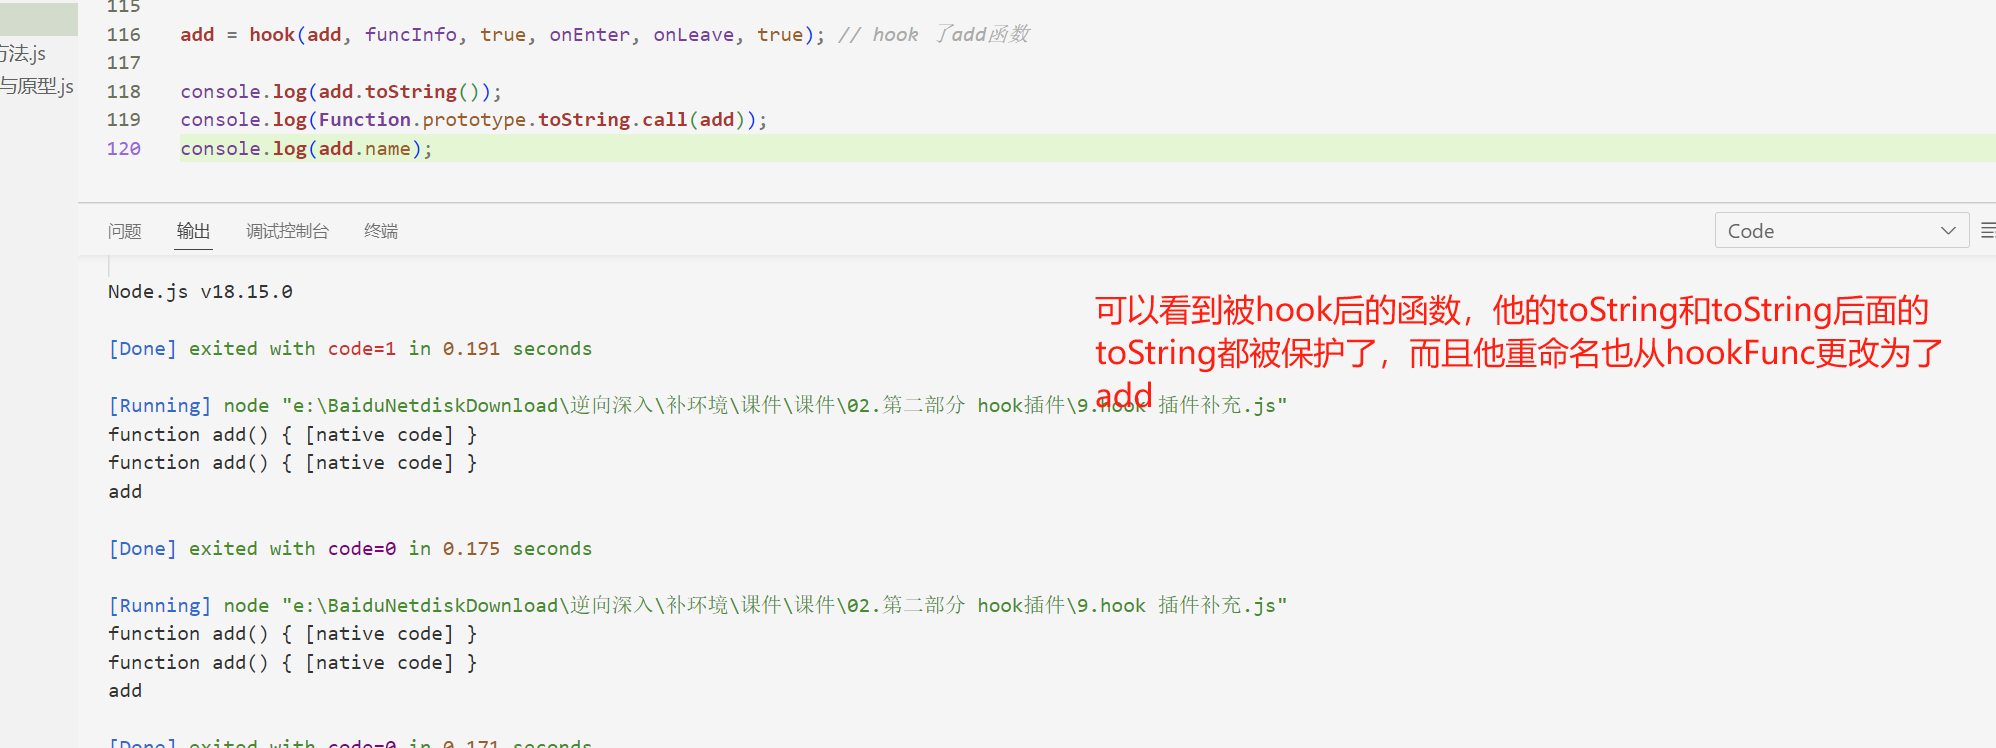 115
116 add = hook(add, funcInfo, true, onEnter, onLeave, true); // hook 了add函数
方法.js
117
与原型.js
118 console.log(add.toString());
119 console.log(Function.prototype.toString.call(add));
120 console.log(add.name);
问题 输出 调试控制台 终端 Code
Node.js v18.15.0
可以看到被hook后的函数，他的toString和toString后面的
toString都被保护了，而且他重命名也从hookFunc更改为了
add
[Done] exited with code=1 in 0.191 seconds
[Running] node "e:\BaiduNetdiskDownload\逆向深入\补环境\课件\课件\02.第二部分 hook插件\9.hook 插件补充.js"
function add() { [native code] }
function add() { [native code] }
add
[Done] exited with code=0 in 0.175 seconds
[Running] node "e:\BaiduNetdiskDownload\逆向深入\补环境\课件\课件\02.第二部分 hook插件\9.hook 插件补充.js"
function add() { [native code] }
function add() { [native code] }
add
[Done] exited with code=0 in 0.171 seconds